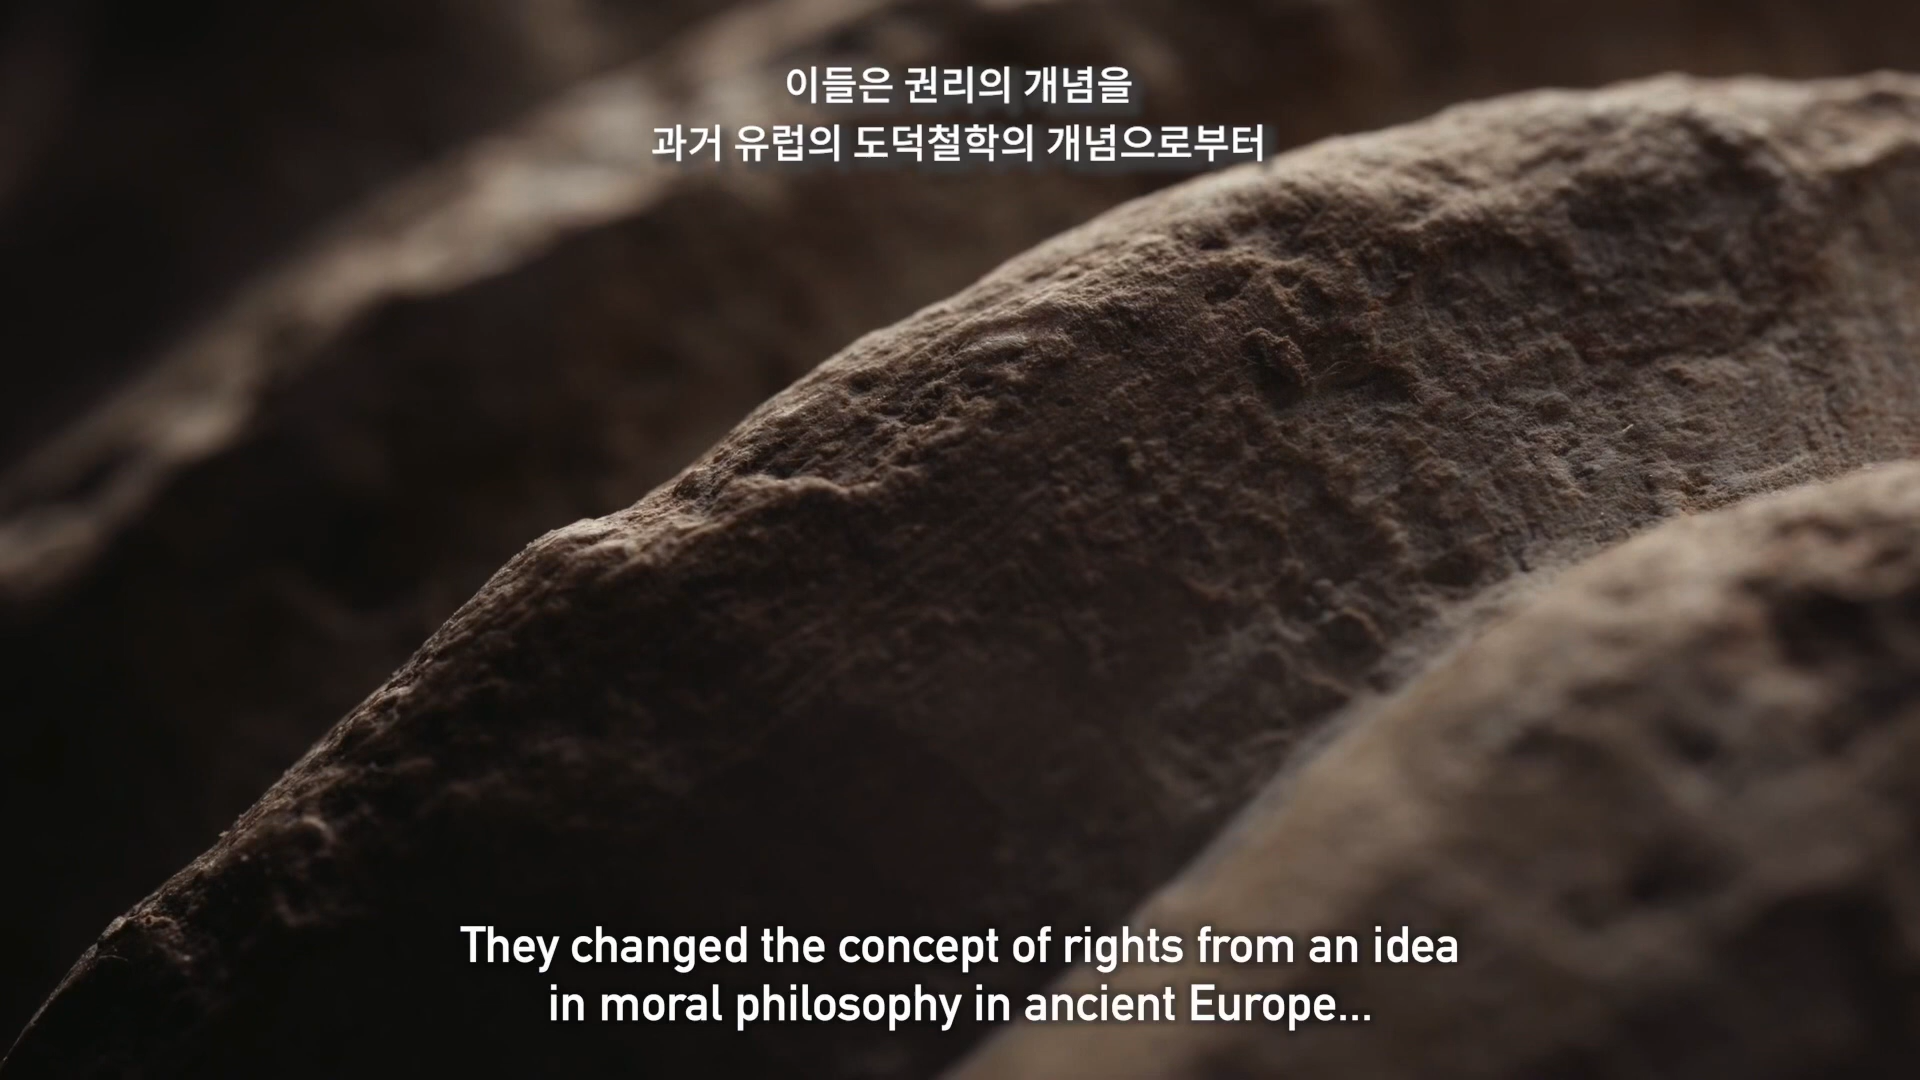 이들은 권리의 개념을
과거 유럽의 도덕철학의 개념으로부터
They changed the concept of rights from an idea
in moral philosophy in ancient Europe...